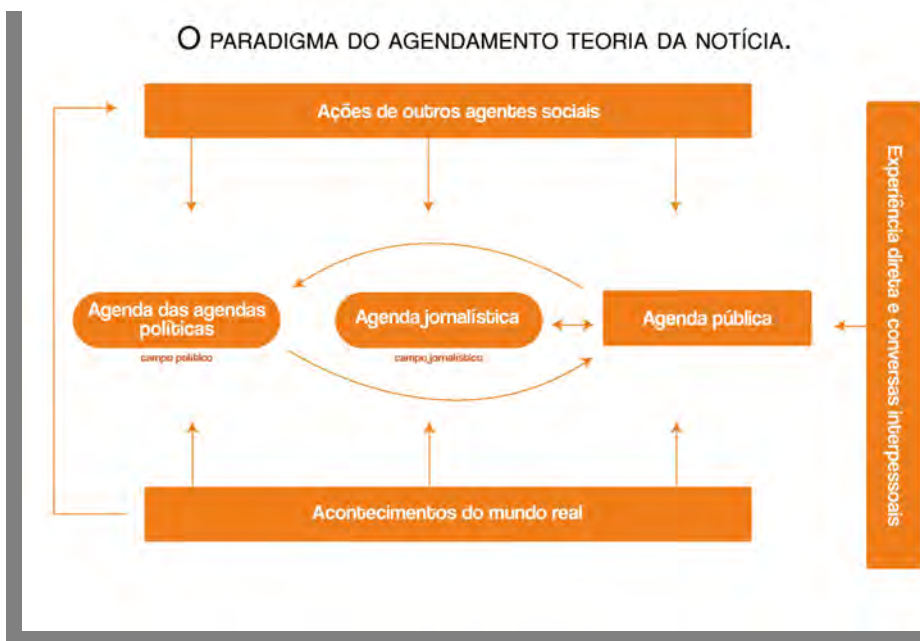 O PARADIGMA DO AGENDAMENTO TEORIA DA NOTÍCIA.
Ações de outros agentes sociais
Agenda das agendas
políticas
campo político
Agenda jornalística
campo jornalístico
Agenda pública
Experiência direta e conversas interpessoais
Acontecimentos do mundo real